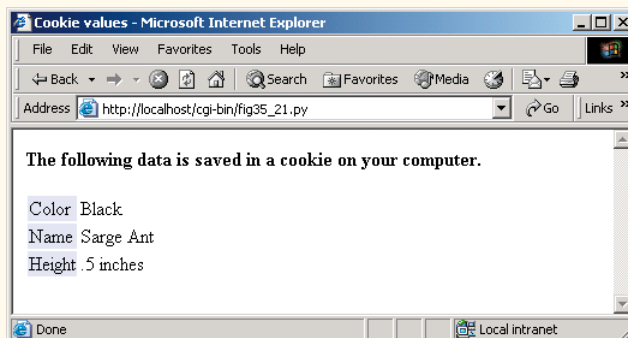 Cookie values - Microsoft Internet Explorer
File Edit View Favorites Tools Help
Back Search Favorites Media »
Address http://localhost/cgi-bin/fig35_21.py Go Links »
The following data is saved in a cookie on your computer.
Color Black
Name Sarge Ant
Height .5 inches
Done Local intranet